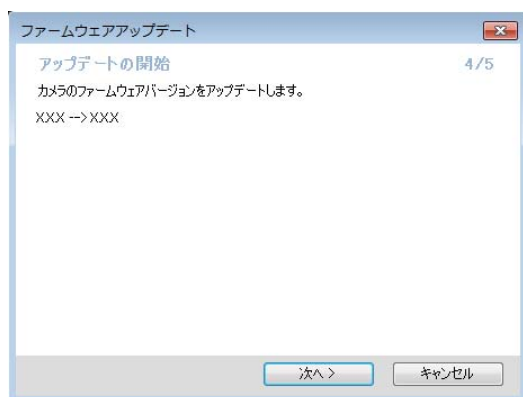 ファームウェアアップデート
アップデートの開始 4/5
カメラのファームウェアバージョンをアップデートします。
XXX -->XXX
次へ >
キャンセル